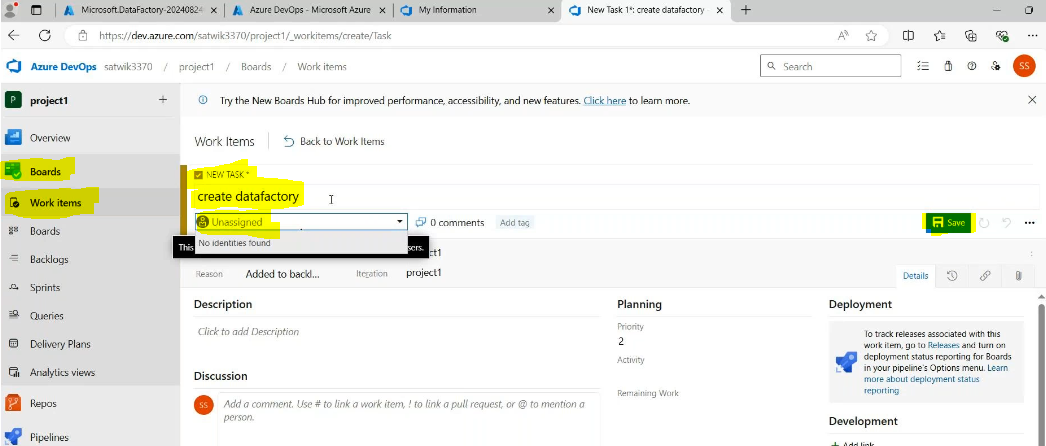 Microsoft.DataFactory-20240824
Azure DevOps - Microsoft Azure
My Information
New Task 1*: create datafactory
https://dev.azure.com/satwik3370/project1/_workitems/create/Task
Azure DevOps satwik3370 / project1 / Boards / Work items
Search
SS
P project1
Try the New Boards Hub for improved performance, accessibility, and new features. Click here to learn more.
Overview
Boards
Work items
Boards
Backlogs
Sprints
Queries
Delivery Plans
Analytics views
Repos
Pipelines
Work Items
Back to Work Items
NEW TASK *
create datafactory
Unassigned
0 comments
Add tag
Save
No identities found
This
sers.
ct1
Reason Added to backl...
Iteration project1
Details
Description
Click to add Description
Discussion
SS
Add a comment. Use # to link a work item, ! to link a pull request, or @ to mention a
person.
Planning
Priority
2
Activity
Remaining Work
Deployment
To track releases associated with this
work item, go to Releases and turn on
deployment status reporting for Boards
in your pipeline's Options menu. Learn
more about deployment status
reporting
Development
Add link